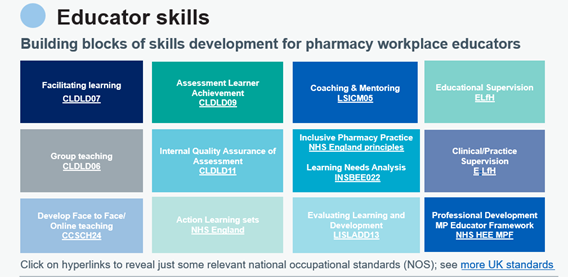 Educator skills
Building blocks of skills development for pharmacy workplace educators
Facilitating learning
CLDLD07
Assessment Learner
Achievement
CLDLD09
Coaching & Mentoring
LSICM05
Educational Supervision
ELfH
Group teaching
CLDLD06
Internal Quality Assurance of
Assessment
CLDLD11
Inclusive Pharmacy Practice
NHS England principles
Learning Needs Analysis
INSBEE022
Clinical/Practice
Supervision
E LfH
Develop Face to Face/
Online teaching
CCSCH24
Action Learning sets
NHS England
Evaluating Learning and
Development
LISLADD13
Professional Development
MP Educator Framework
NHS HEE MPF
Click on hyperlinks to reveal just some relevant national occupational standards (NOS); see more UK standards